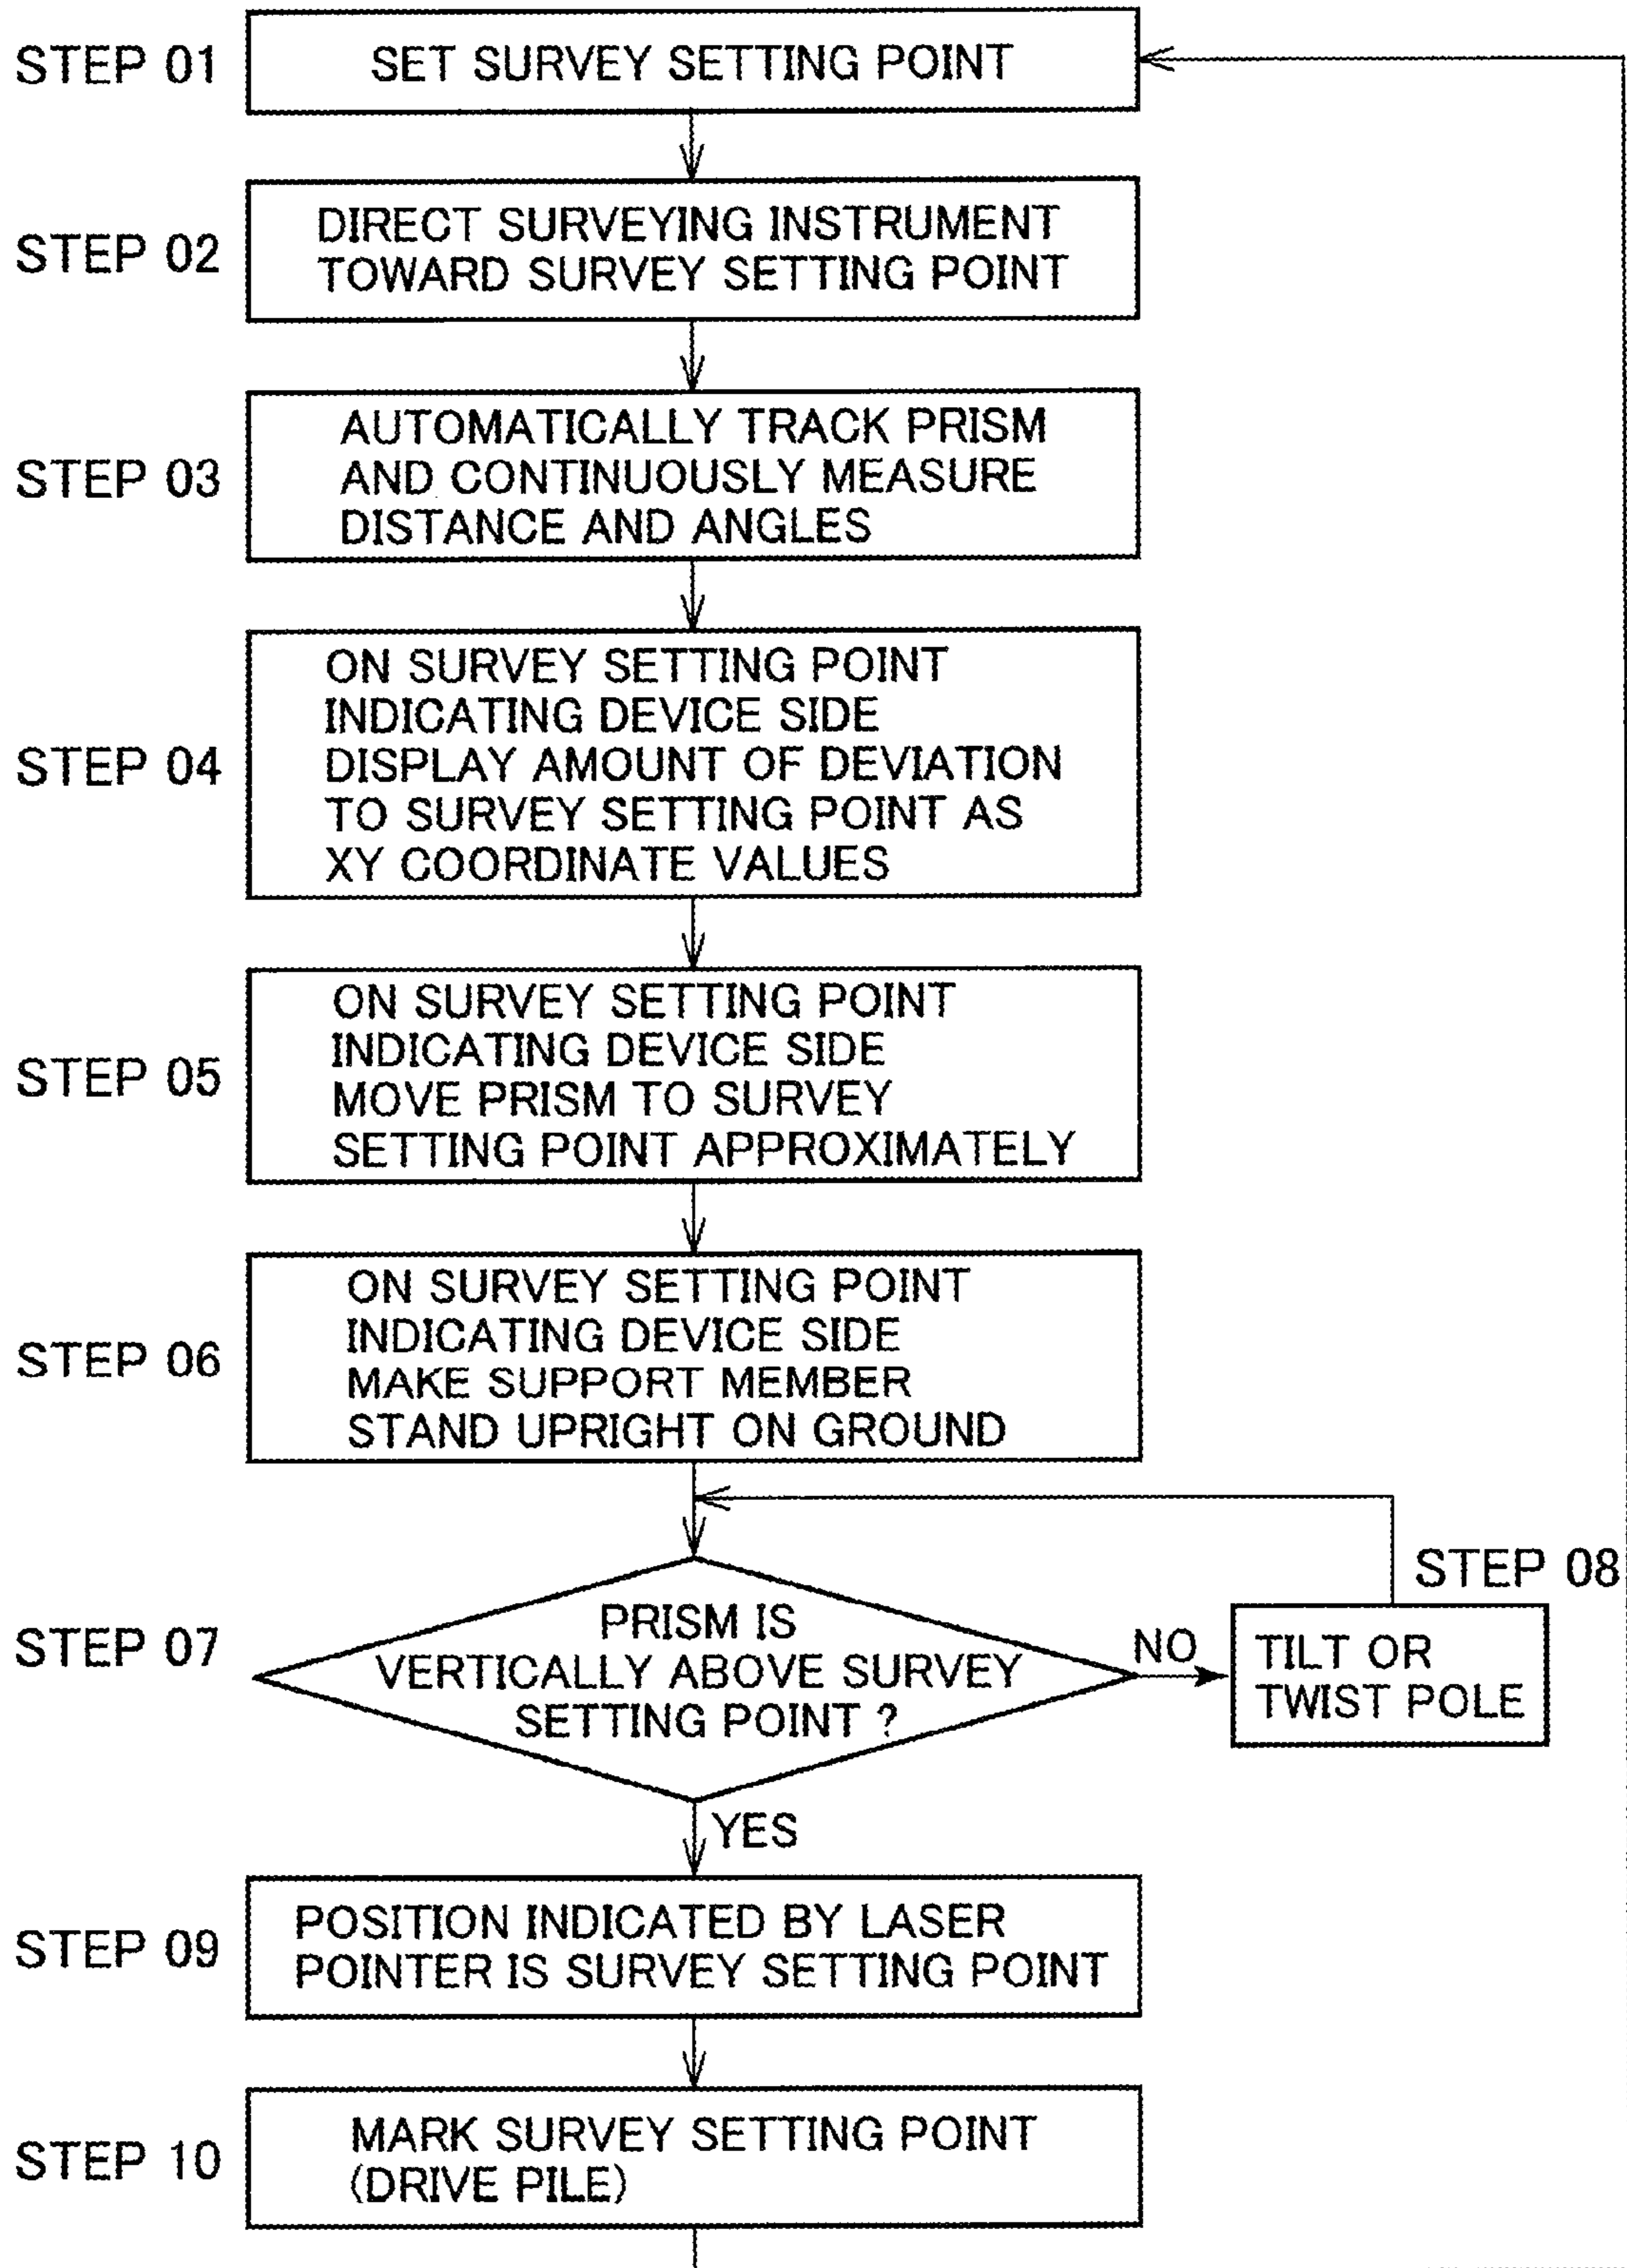 STEP 01
SET SURVEY SETTING POINT
STEP 02
DIRECT SURVEYING INSTRUMENT
TOWARD SURVEY SETTING POINT
STEP 03
AUTOMATICALLY TRACK PRISM
AND CONTINUOUSLY MEASURE
DISTANCE AND ANGLES
STEP 04
ON SURVEY SETTING POINT
INDICATING DEVICE SIDE
DISPLAY AMOUNT OF DEVIATION
TO SURVEY SETTING POINT AS
XY COORDINATE VALUES
STEP 05
ON SURVEY SETTING POINT
INDICATING DEVICE SIDE
MOVE PRISM TO SURVEY
SETTING POINT APPROXIMATELY
STEP 06
ON SURVEY SETTING POINT
INDICATING DEVICE SIDE
MAKE SUPPORT MEMBER
STAND UPRIGHT ON GROUND
STEP 07
PRISM IS
VERTICALLY ABOVE SURVEY
SETTING POINT ?
NO
STEP 08
TILT OR
TWIST POLE
YES
STEP 09
POSITION INDICATED BY LASER
POINTER IS SURVEY SETTING POINT
STEP 10
MARK SURVEY SETTING POINT
(DRIVE PILE)